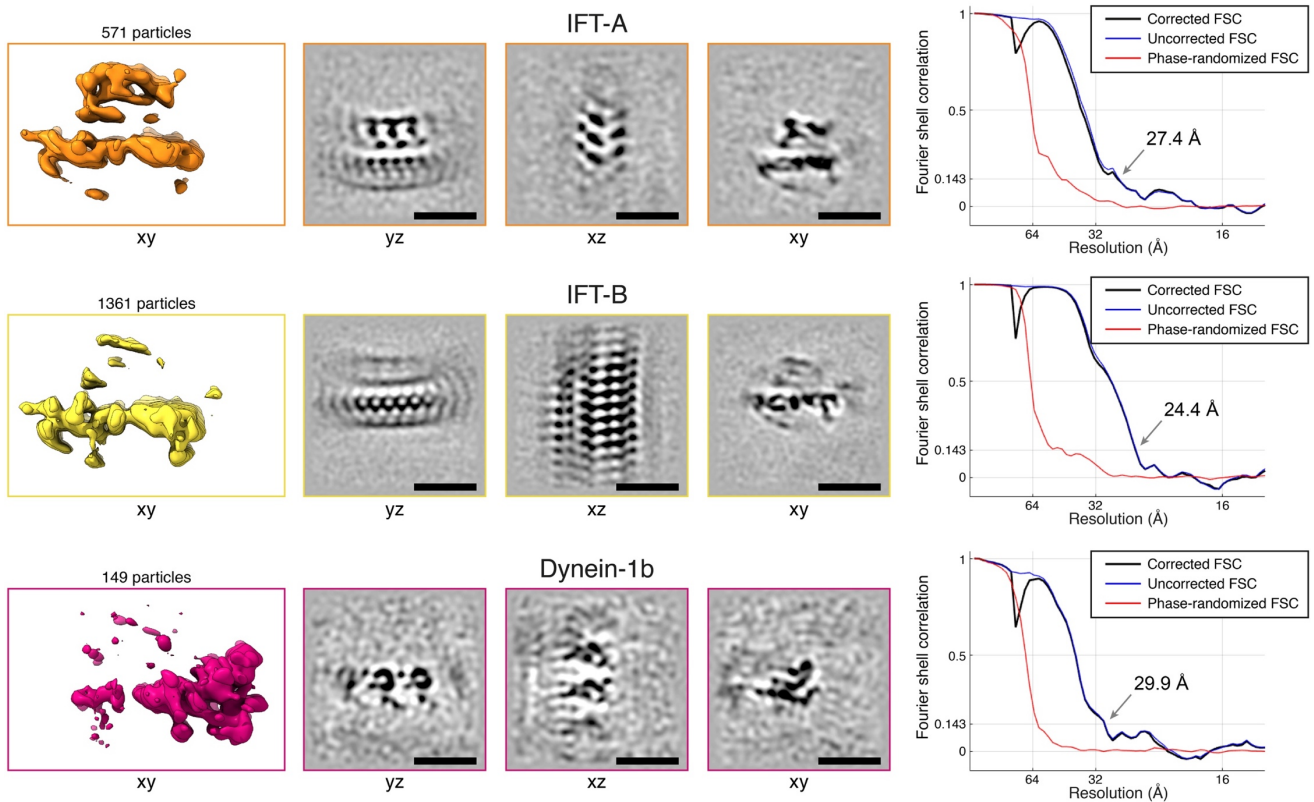 IFT-A
571 particles
xy
yz
xz
xy
Fourier shell correlation
1
0.5
0.143
0
64
32
16
Resolution (Å)
Corrected FSC
Uncorrected FSC
Phase-randomized FSC
27.4 Å
IFT-B
1361 particles
xy
yz
xz
xy
Fourier shell correlation
1
0.5
0.143
0
64
32
16
Resolution (Å)
Corrected FSC
Uncorrected FSC
Phase-randomized FSC
24.4 Å
Dynein-1b
149 particles
xy
yz
xz
xy
Fourier shell correlation
1
0.5
0.143
0
64
32
16
Resolution (Å)
Corrected FSC
Uncorrected FSC
Phase-randomized FSC
29.9 Å